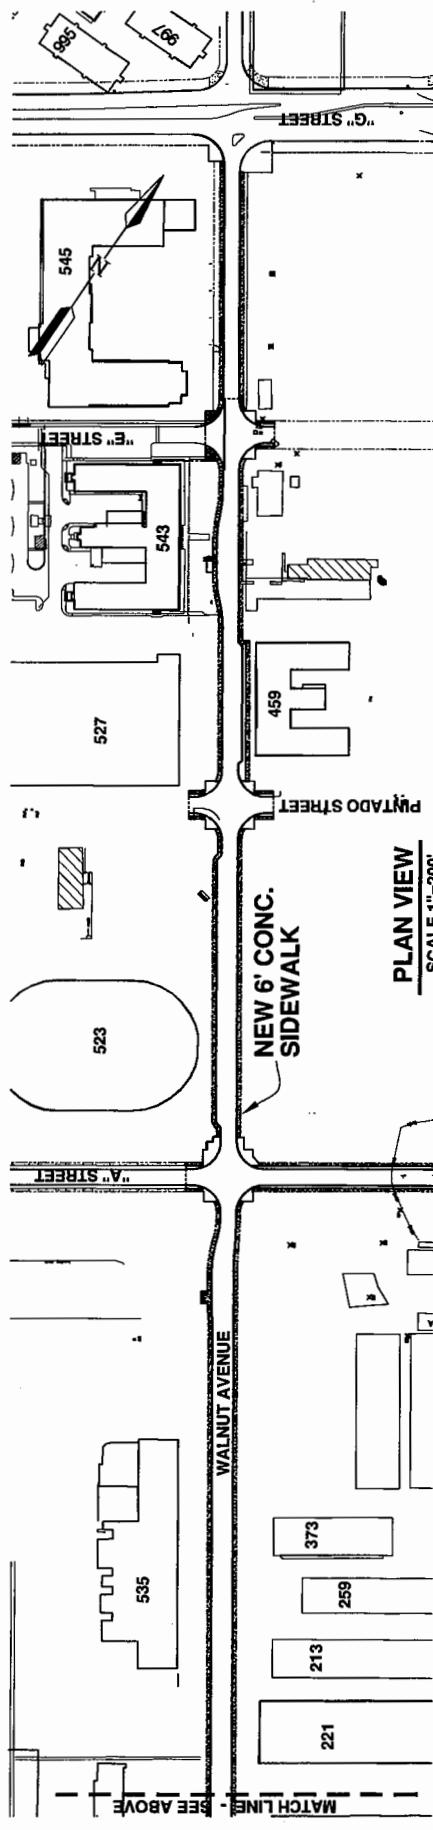 995
997
"G" STREET
545
N
"E" STREET
543
527
459
PINTADO STREET
PLAN VIEW
NEW 6' CONC.
SIDEWALK
523
"A" STREET
WALNUT AVENUE
535
373
259
213
221
MATCH LINE - SEE ABOVE